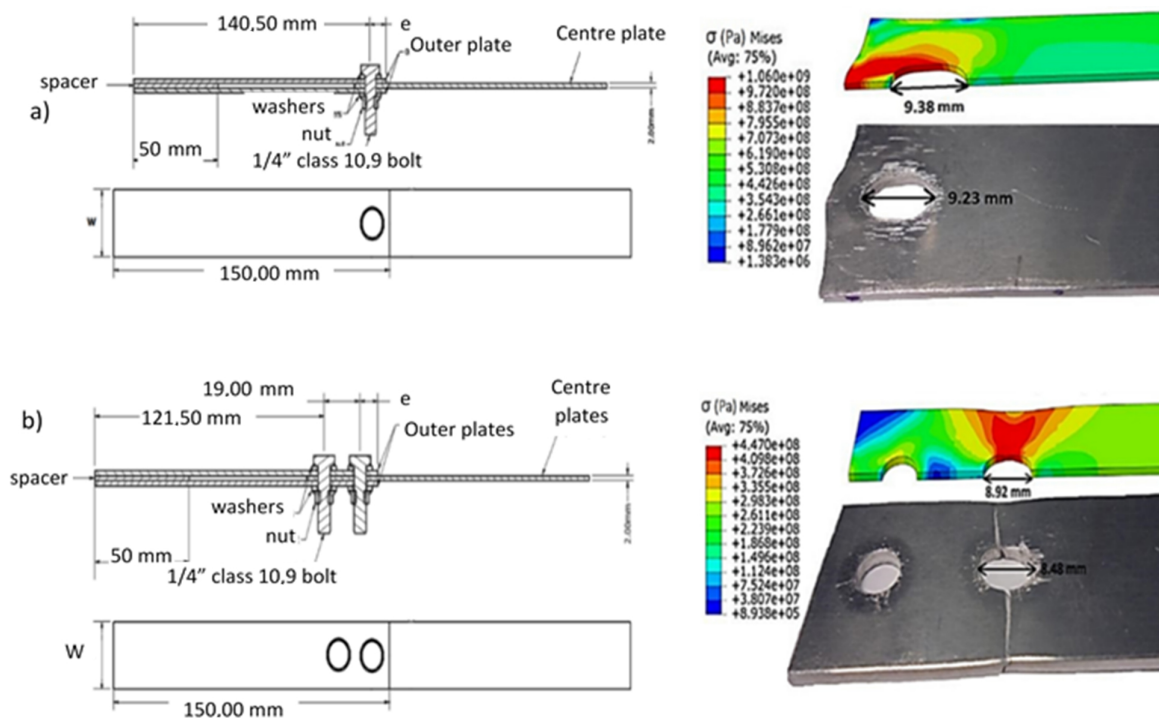 140,50 mm
e
Outer plate
Centre plate
spacer
washers
a)
nut
50 mm
1/4” class 10,9 bolt
2.00mm
W
150,00 mm
σ (Pa) Mises
(Avg: 75%)
+1.060e+09
+9.720e+08
+8.837e+08
+7.955e+08
+7.073e+08
+6.190e+08
+5.308e+08
+4.426e+08
+3.543e+08
+2.661e+08
+1.779e+08
+8.962e+07
+1.383e+06
9.38 mm
9.23 mm
19,00 mm
e
Centre
plates
121,50 mm
b)
Outer plates
spacer
washers
nut
50 mm
1/4” class 10,9 bolt
2.00mm
W
150,00 mm
σ (Pa) Mises
(Avg: 75%)
+4.470e+08
+4.098e+08
+3.726e+08
+3.355e+08
+2.983e+08
+2.611e+08
+2.239e+08
+1.868e+08
+1.496e+08
+1.124e+08
+7.524e+07
+3.807e+07
+8.938e+05
8.92 mm
8.48 mm